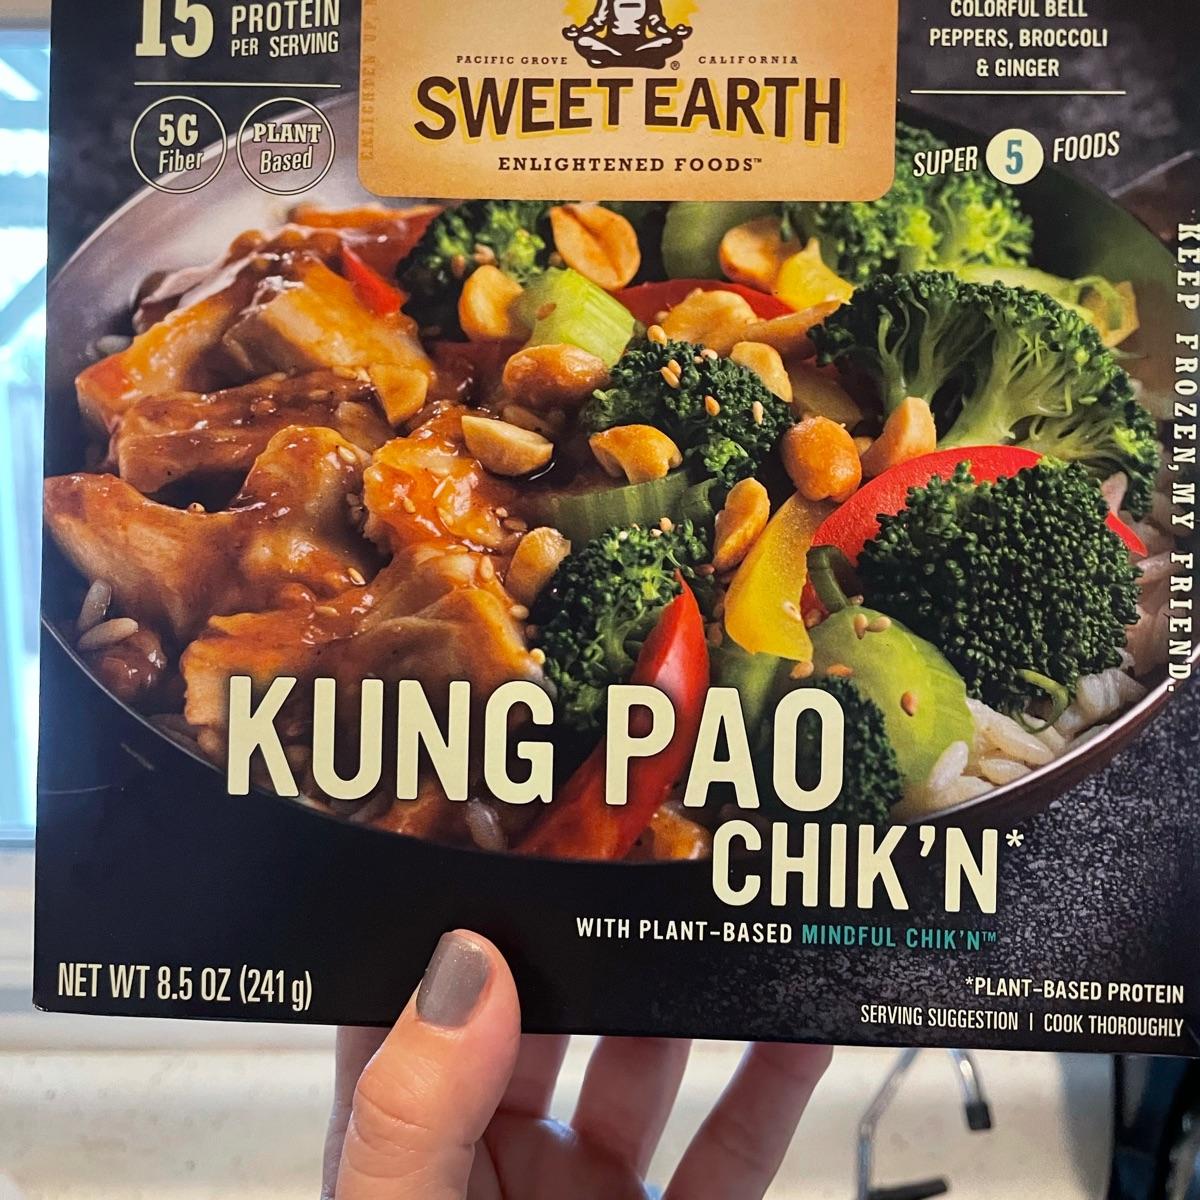 15 PROTEIN
PER SERVING
5G
Fiber
PLANT
Based
PACIFIC GROVE CALIFORNIA
SWEET EARTH®
ENLIGHTENED FOODS™
COLORFUL BELL
PEPPERS, BROCCOLI
& GINGER
SUPER 5 FOODS
KEEP FROZEN, MY FRIEND.
KUNG PAO
CHIK'N*
WITH PLANT-BASED MINDFUL CHIK'N™
NET WT 8.5 OZ (241 g)
*PLANT-BASED PROTEIN
SERVING SUGGESTION | COOK THOROUGHLY